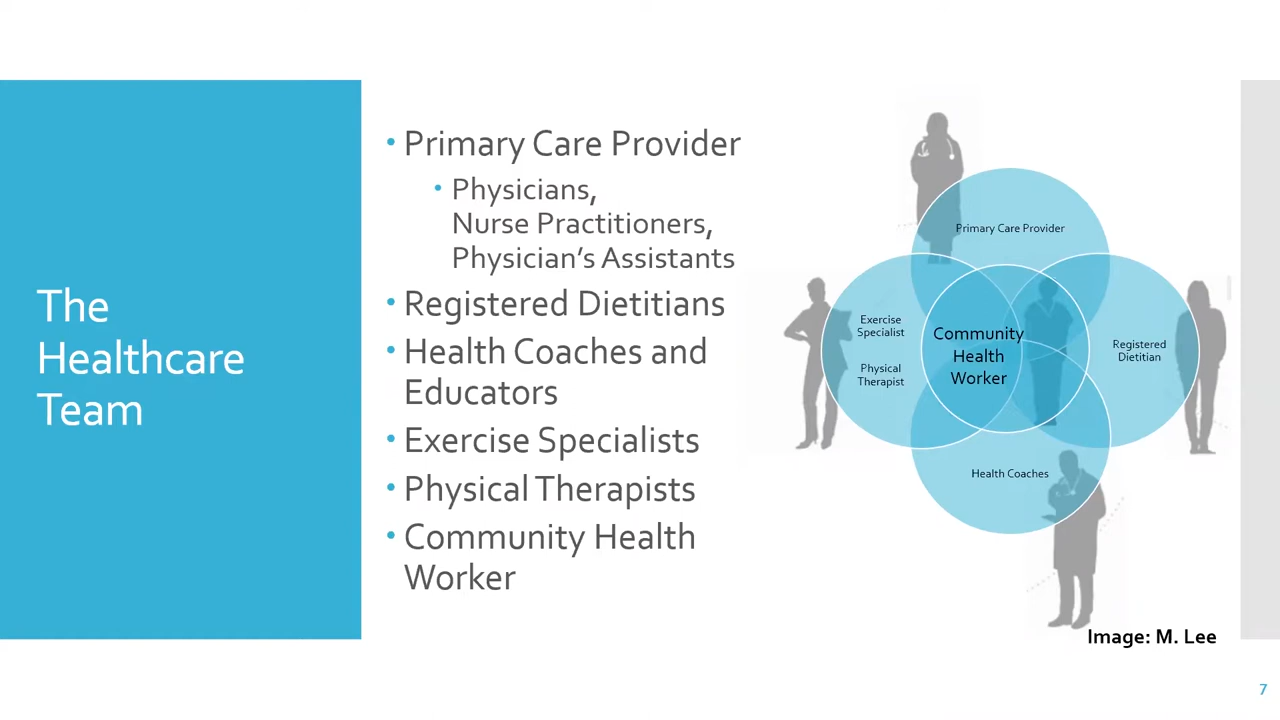 The
Healthcare
Team
• Primary Care Provider
• Physicians,
Nurse Practitioners,
Physician's Assistants
• Registered Dietitians
• Health Coaches and
Educators
• Exercise Specialists
• Physical Therapists
• Community Health
Worker
Primary Care Provider
Exercise
Specialist
Physical
Therapist
Community
Health
Worker
Registered
Dietitian
Health Coaches
Image: M. Lee
7